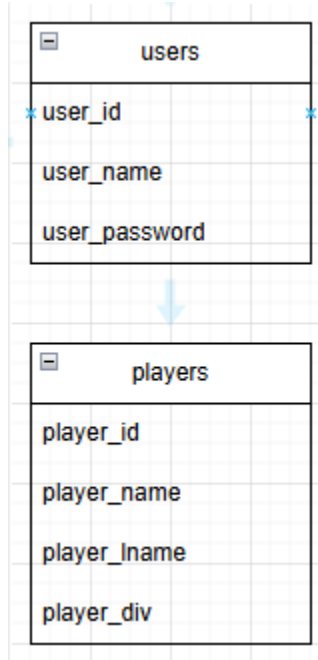 users
user_id
user_name
user_password
players
player_id
player_name
player_lname
player_div